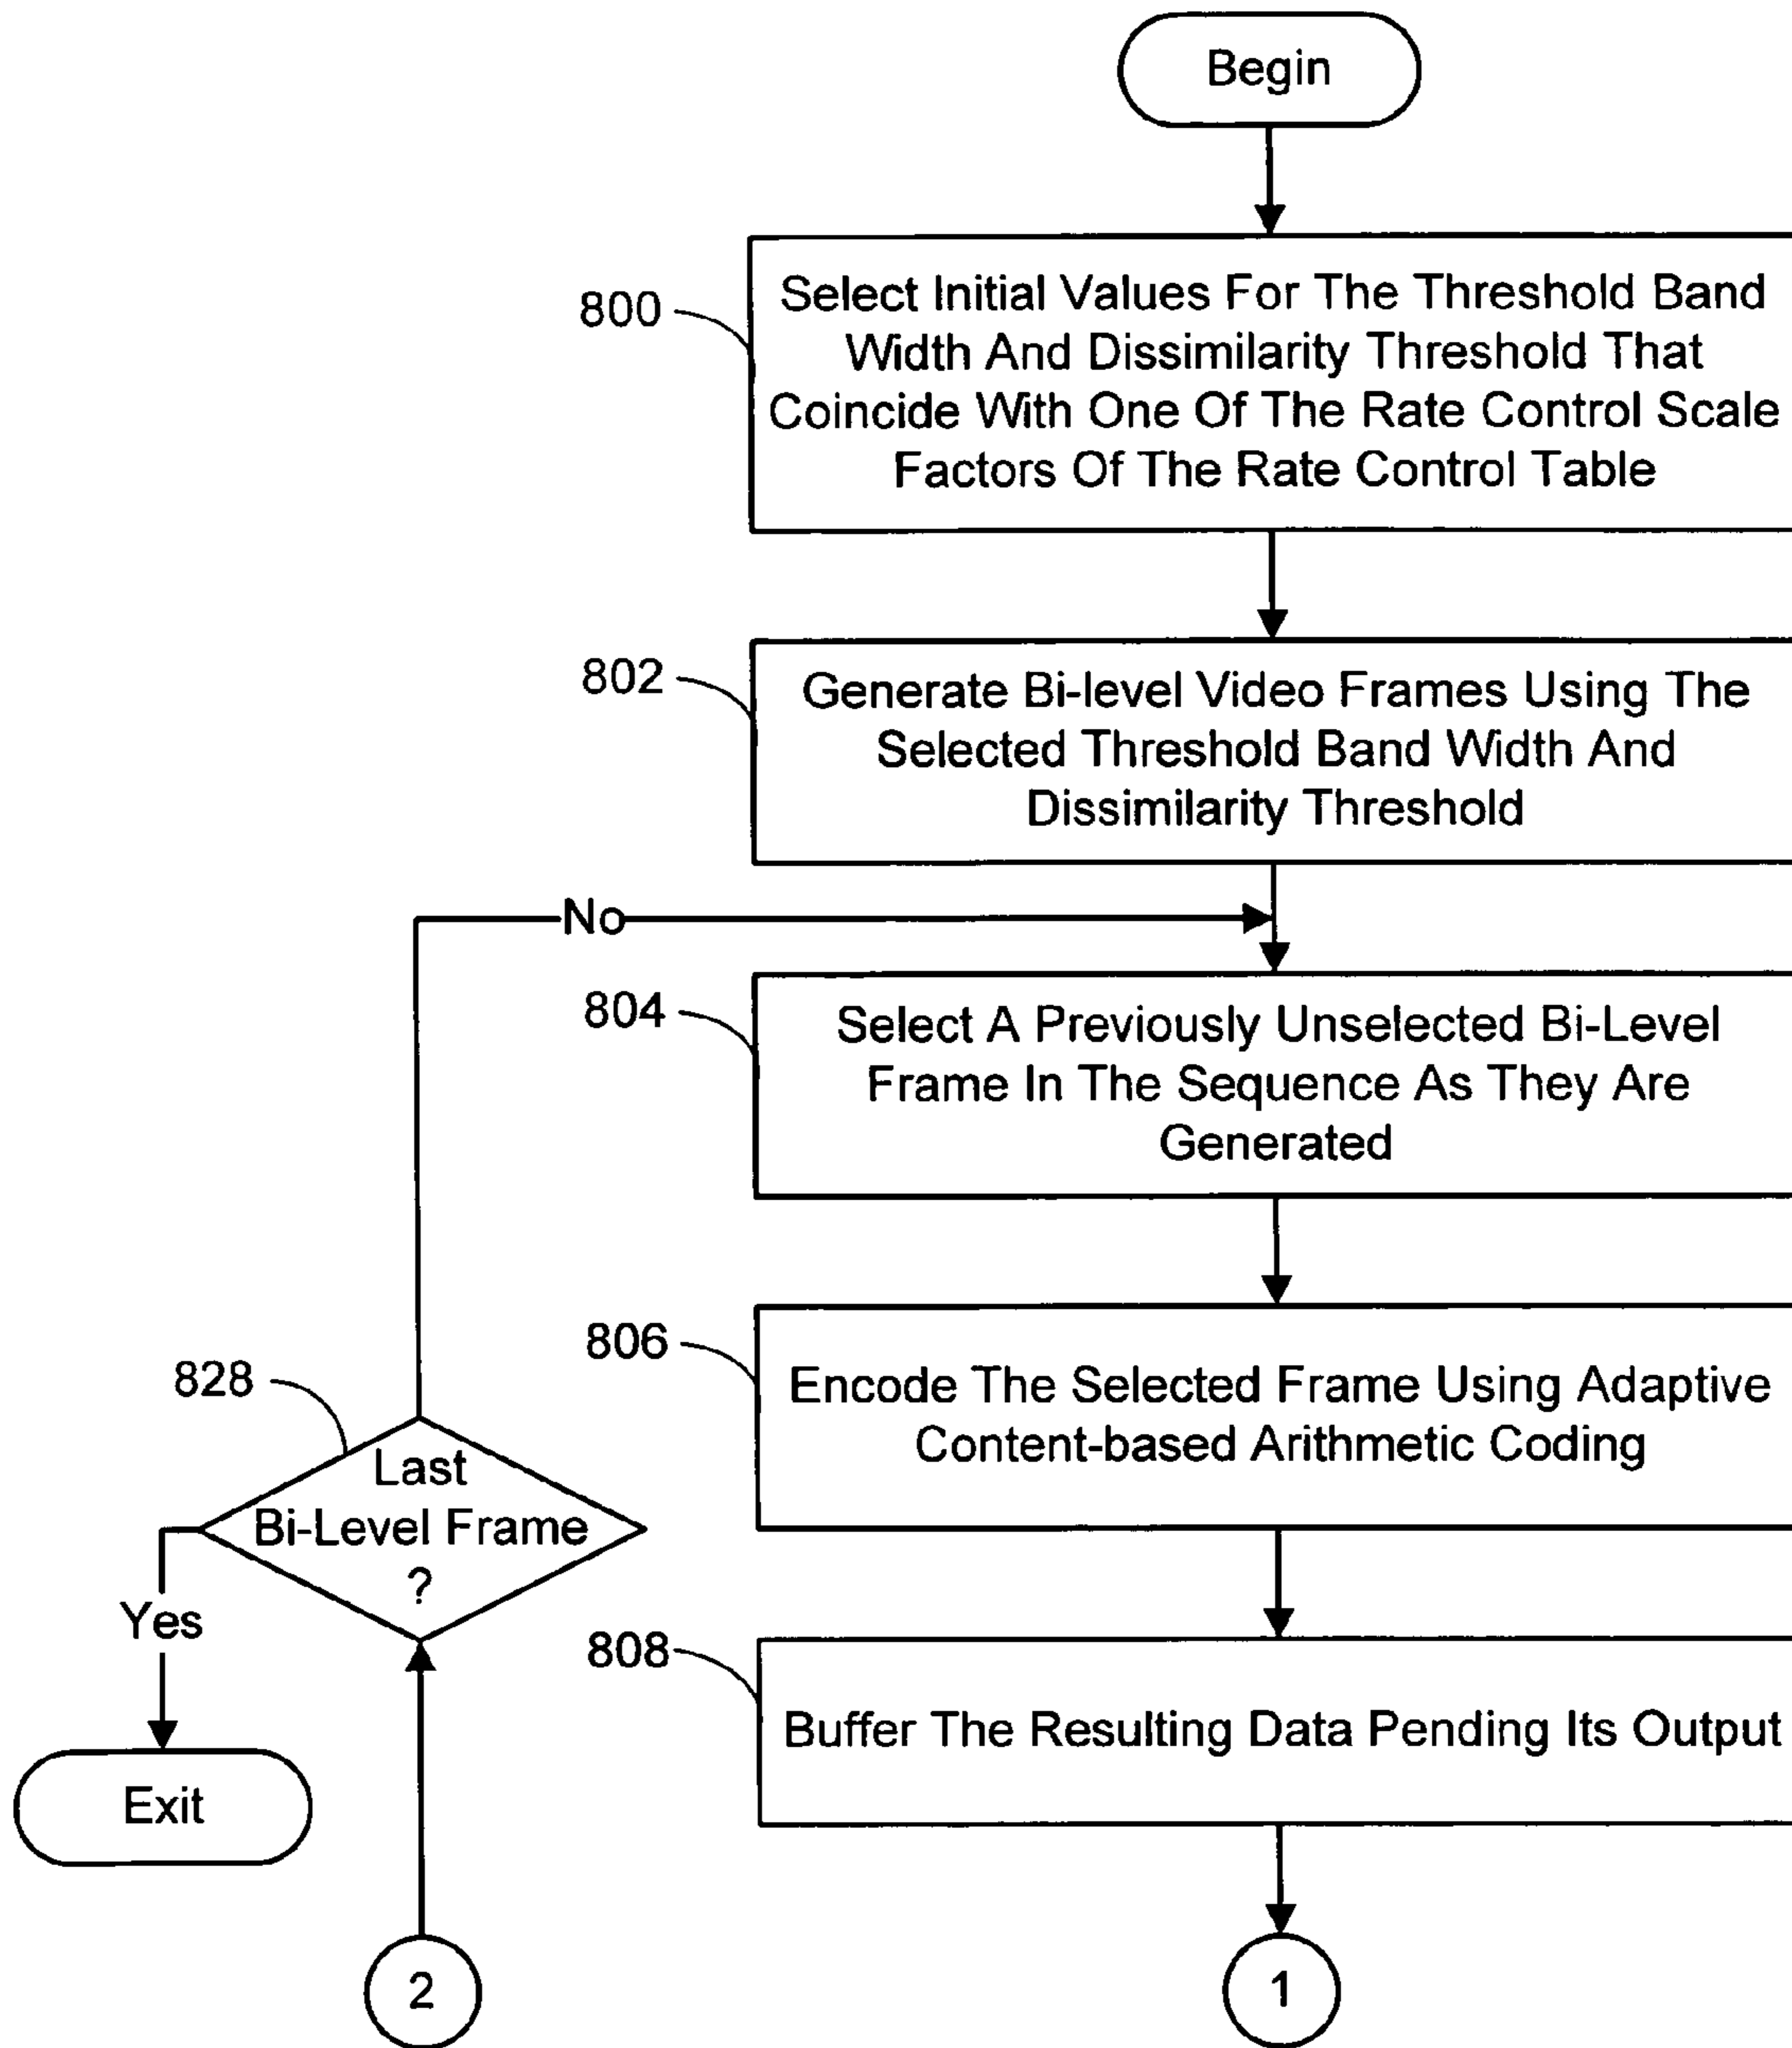 Begin
800
Select Initial Values For The Threshold Band
Width And Dissimilarity Threshold That
Coincide With One Of The Rate Control Scale
Factors Of The Rate Control Table
802
Generate Bi-level Video Frames Using The
Selected Threshold Band Width And
Dissimilarity Threshold
No
804
Select A Previously Unselected Bi-Level
Frame In The Sequence As They Are
Generated
806
Encode The Selected Frame Using Adaptive
Content-based Arithmetic Coding
828
Last
Bi-Level Frame
?
Yes
808
Buffer The Resulting Data Pending Its Output
Exit
2
1